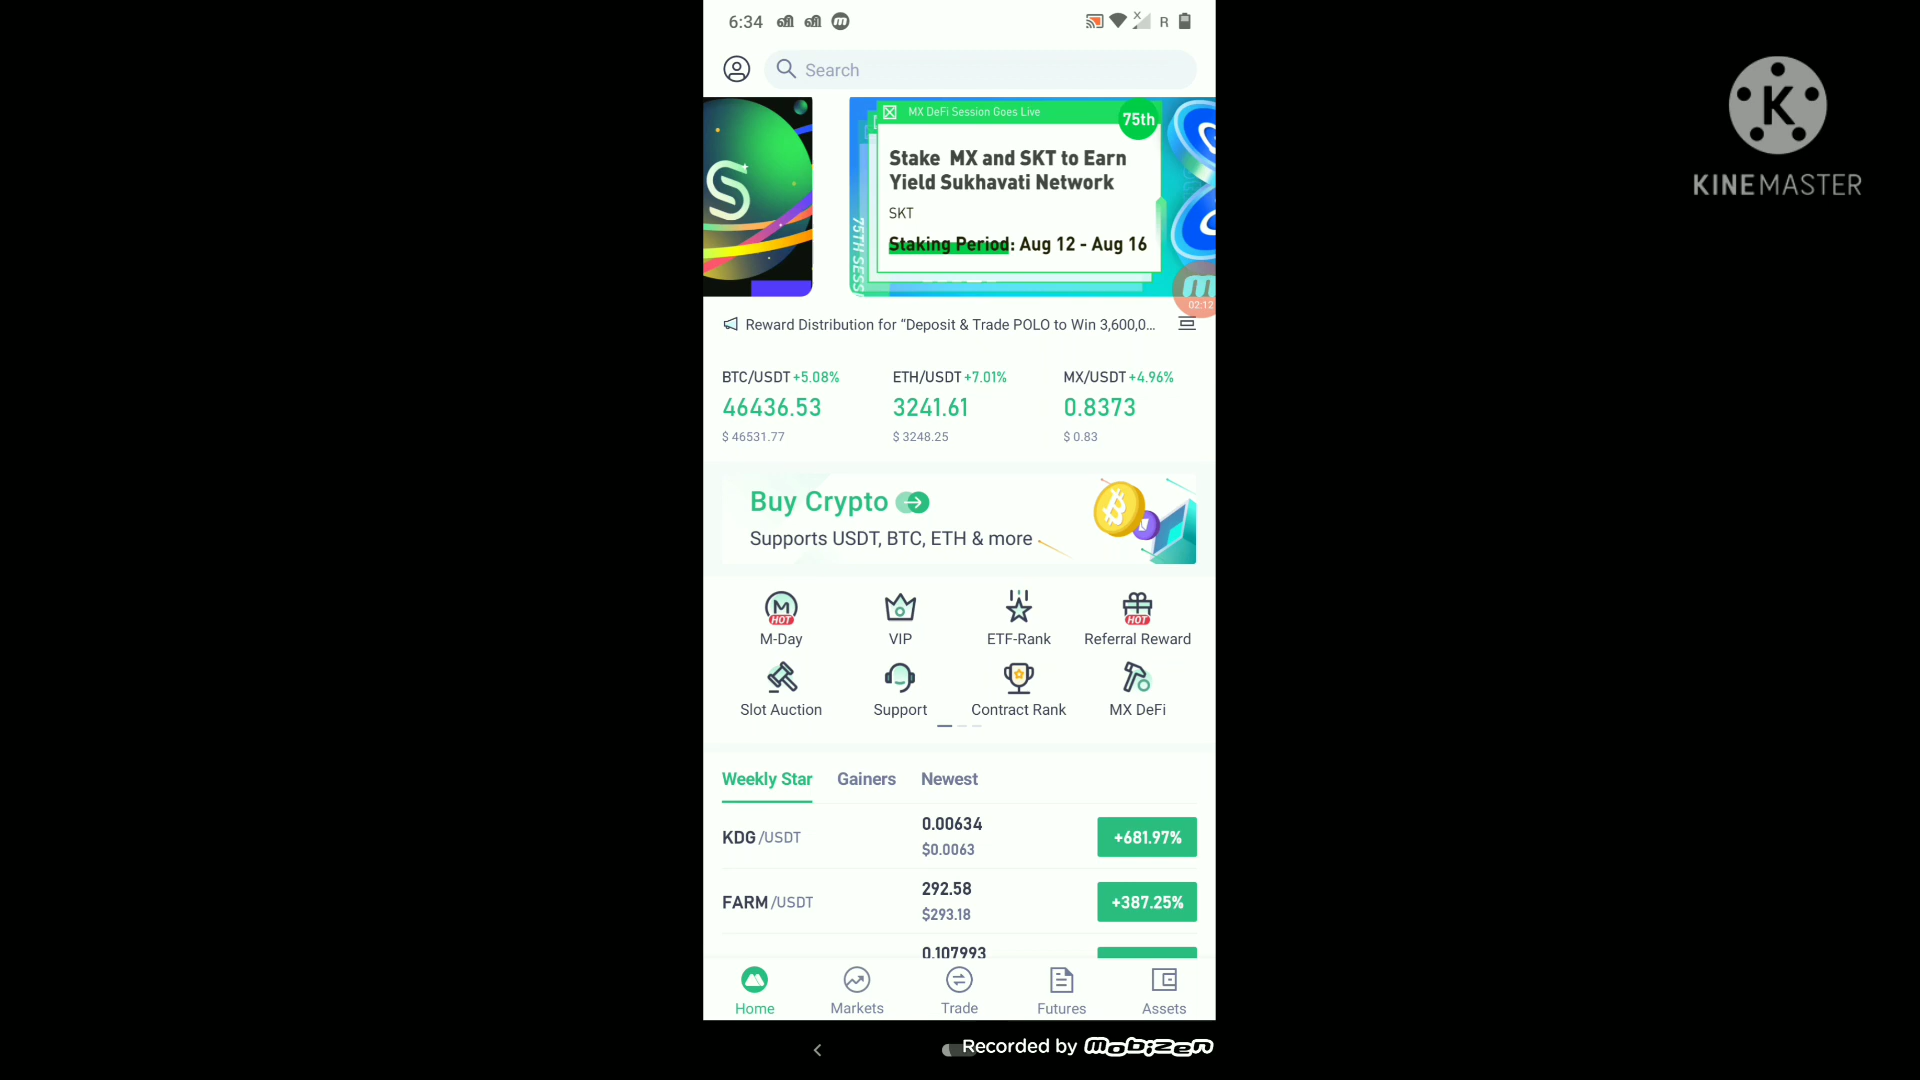 6:34
வி வி m
X R
Search
K
KINEMASTER
MX DeFi Session Goes Live
75th
Stake MX and SKT to Earn
Yield Sukhavati Network
SKT
Staking Period: Aug 12 - Aug 16
75TH SESSI
02:12
Reward Distribution for “Deposit & Trade POLO to Win 3,600,0...
BTC/USDT +5.08% ETH/USDT +7.01% MX/USDT +4.96%
46436.53 3241.61 0.8373
$ 46531.77 $ 3248.25 $ 0.83
Buy Crypto
Supports USDT, BTC, ETH & more
M HOT HOT
M-Day VIP ETF-Rank Referral Reward
Slot Auction Support Contract Rank MX DeFi
Weekly Star Gainers Newest
0.00634
KDG /USDT +681.97%
$0.0063
292.58
FARM /USDT +387.25%
$293.18
0.107993
Home Markets Trade Futures Assets
Recorded by mobizen